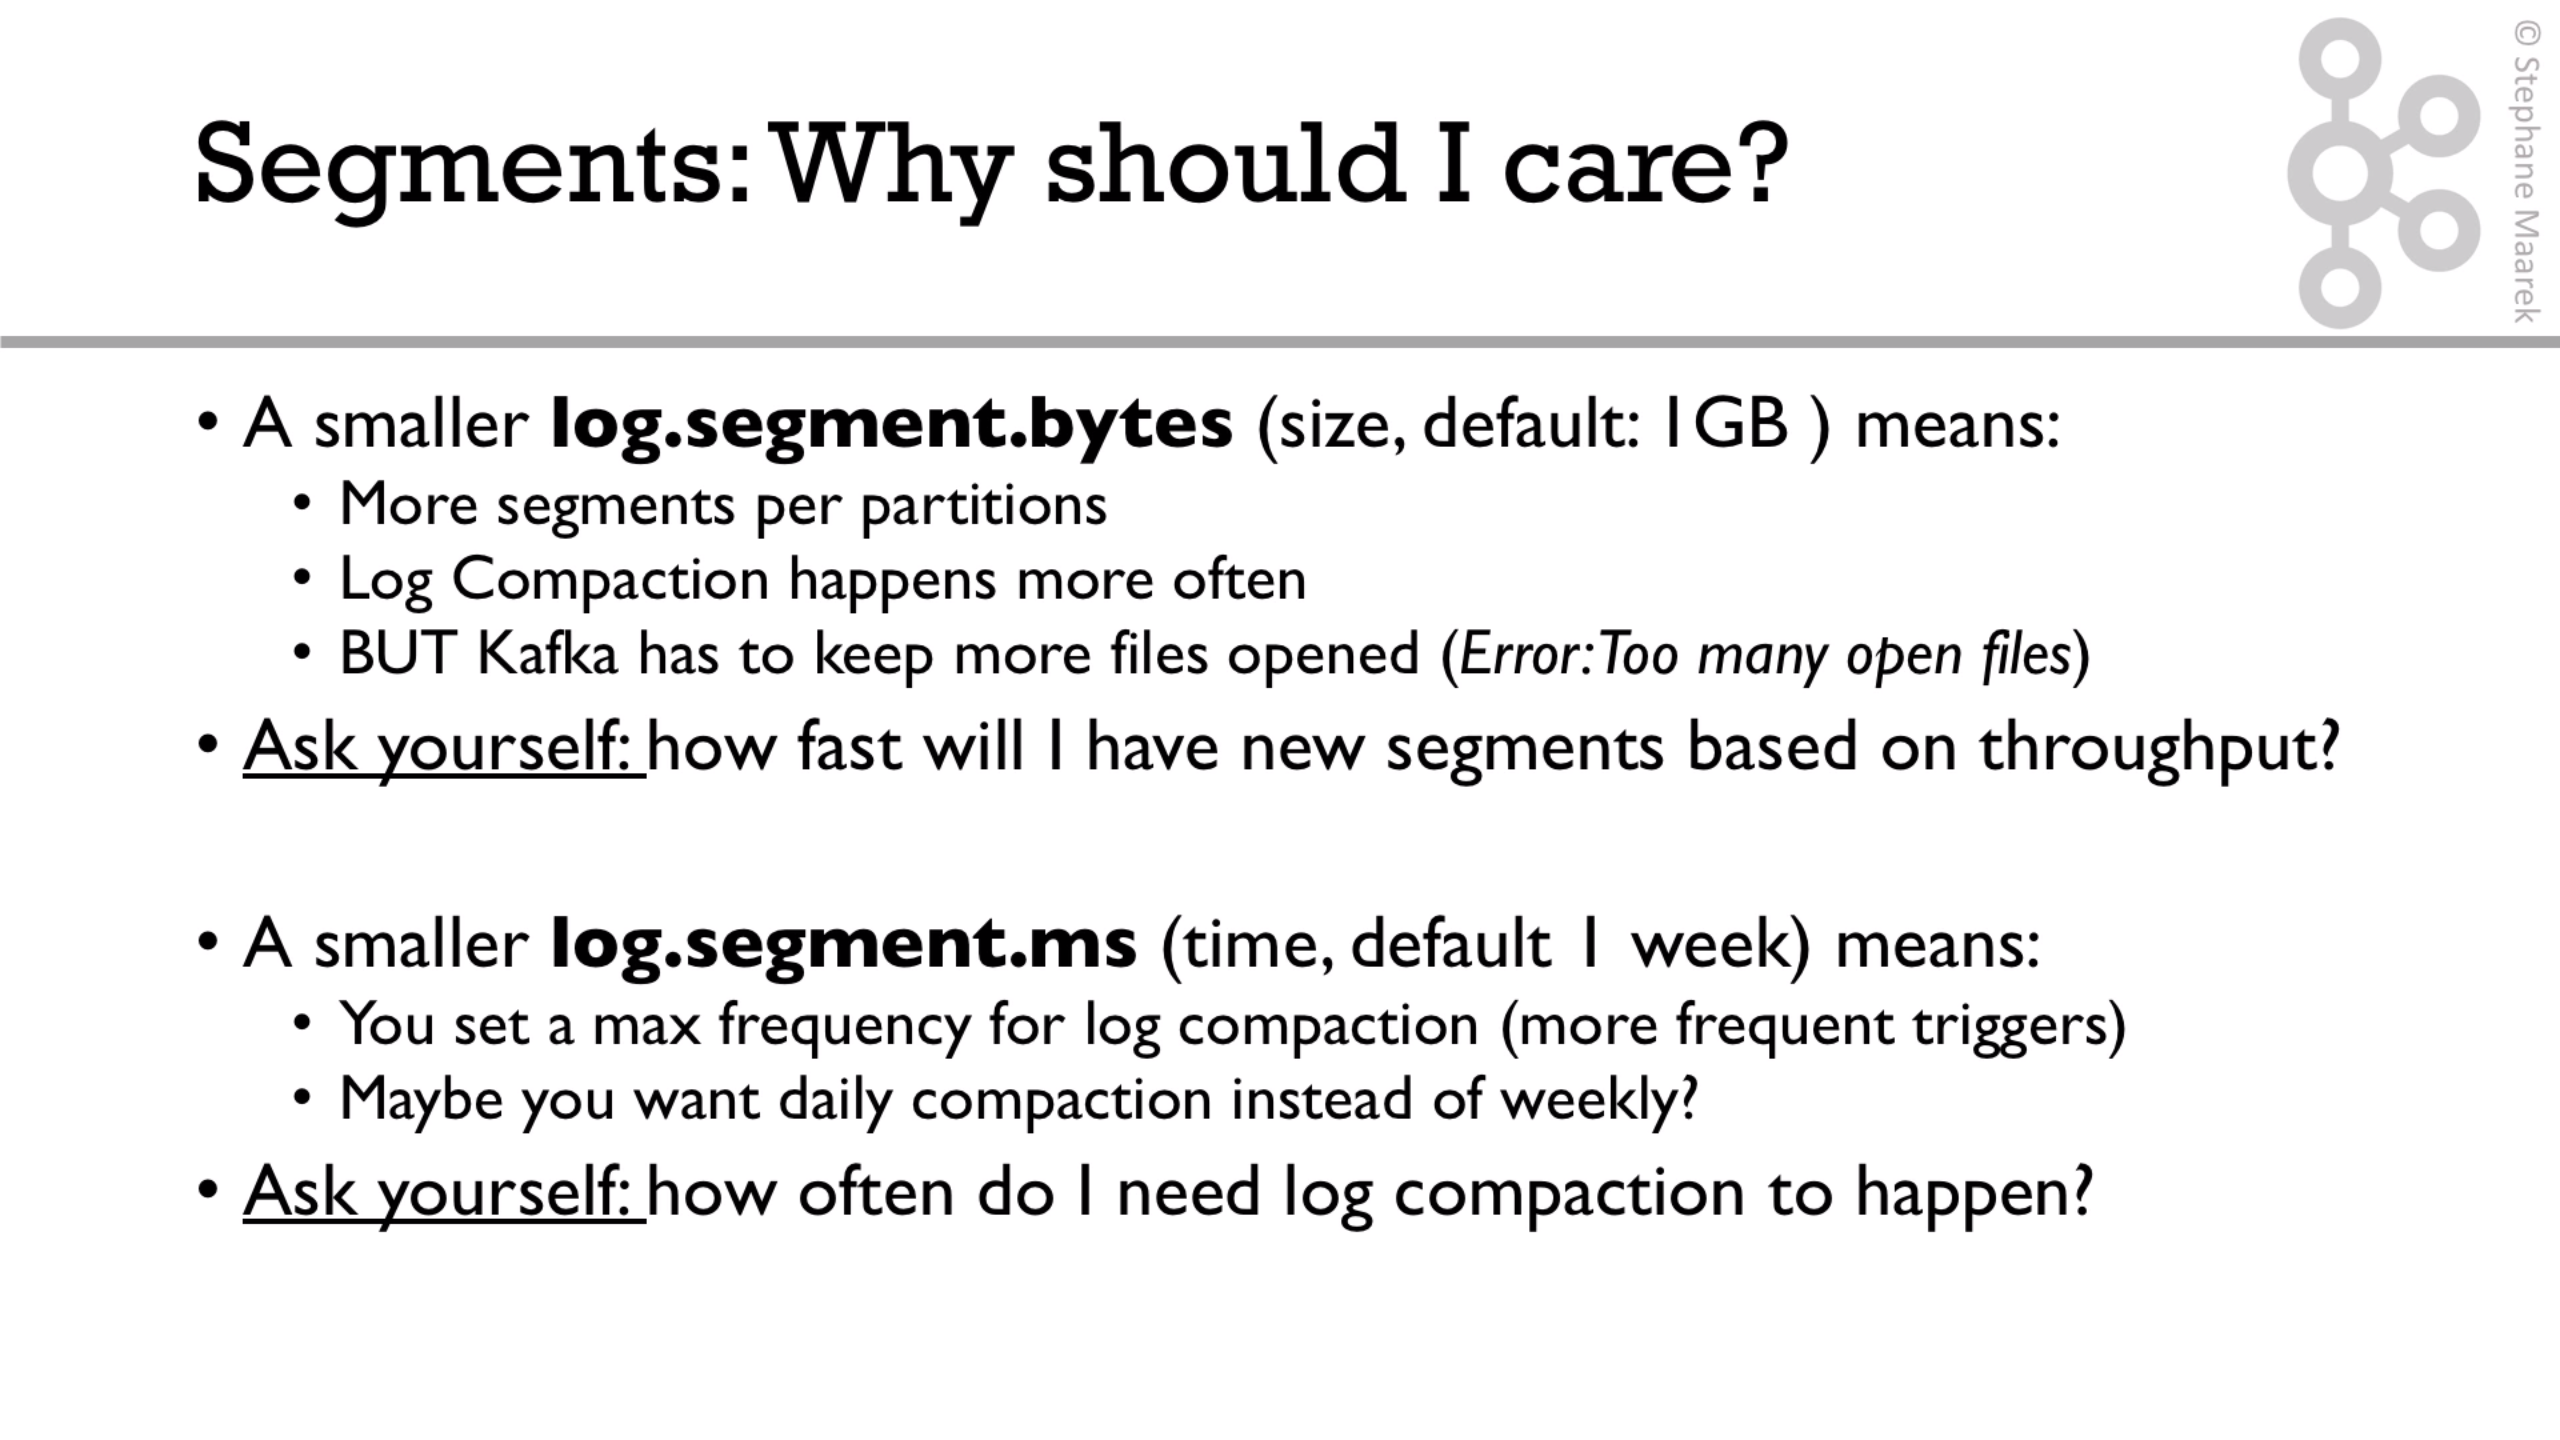 Segments: Why should I care?
© Stephane Maarek
• A smaller log.segment.bytes (size, default: 1GB ) means:
• More segments per partitions
• Log Compaction happens more often
• BUT Kafka has to keep more files opened (Error: Too many open files)
• Ask yourself: how fast will I have new segments based on throughput?
• A smaller log.segment.ms (time, default 1 week) means:
• You set a max frequency for log compaction (more frequent triggers)
• Maybe you want daily compaction instead of weekly?
• Ask yourself: how often do I need log compaction to happen?